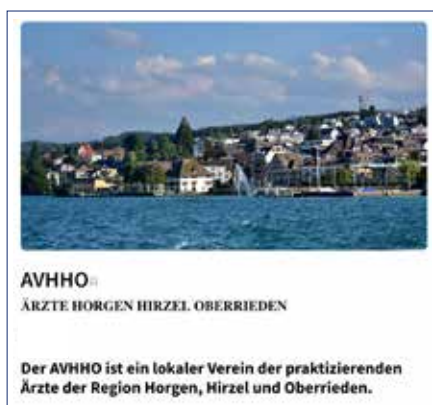 AVHHO
ÄRZTE HORGEN HIRZEL OBERRIEDEN
Der AVHHO ist ein lokaler Verein der praktizierenden
Ärzte der Region Horgen, Hirzel und Oberrieden.